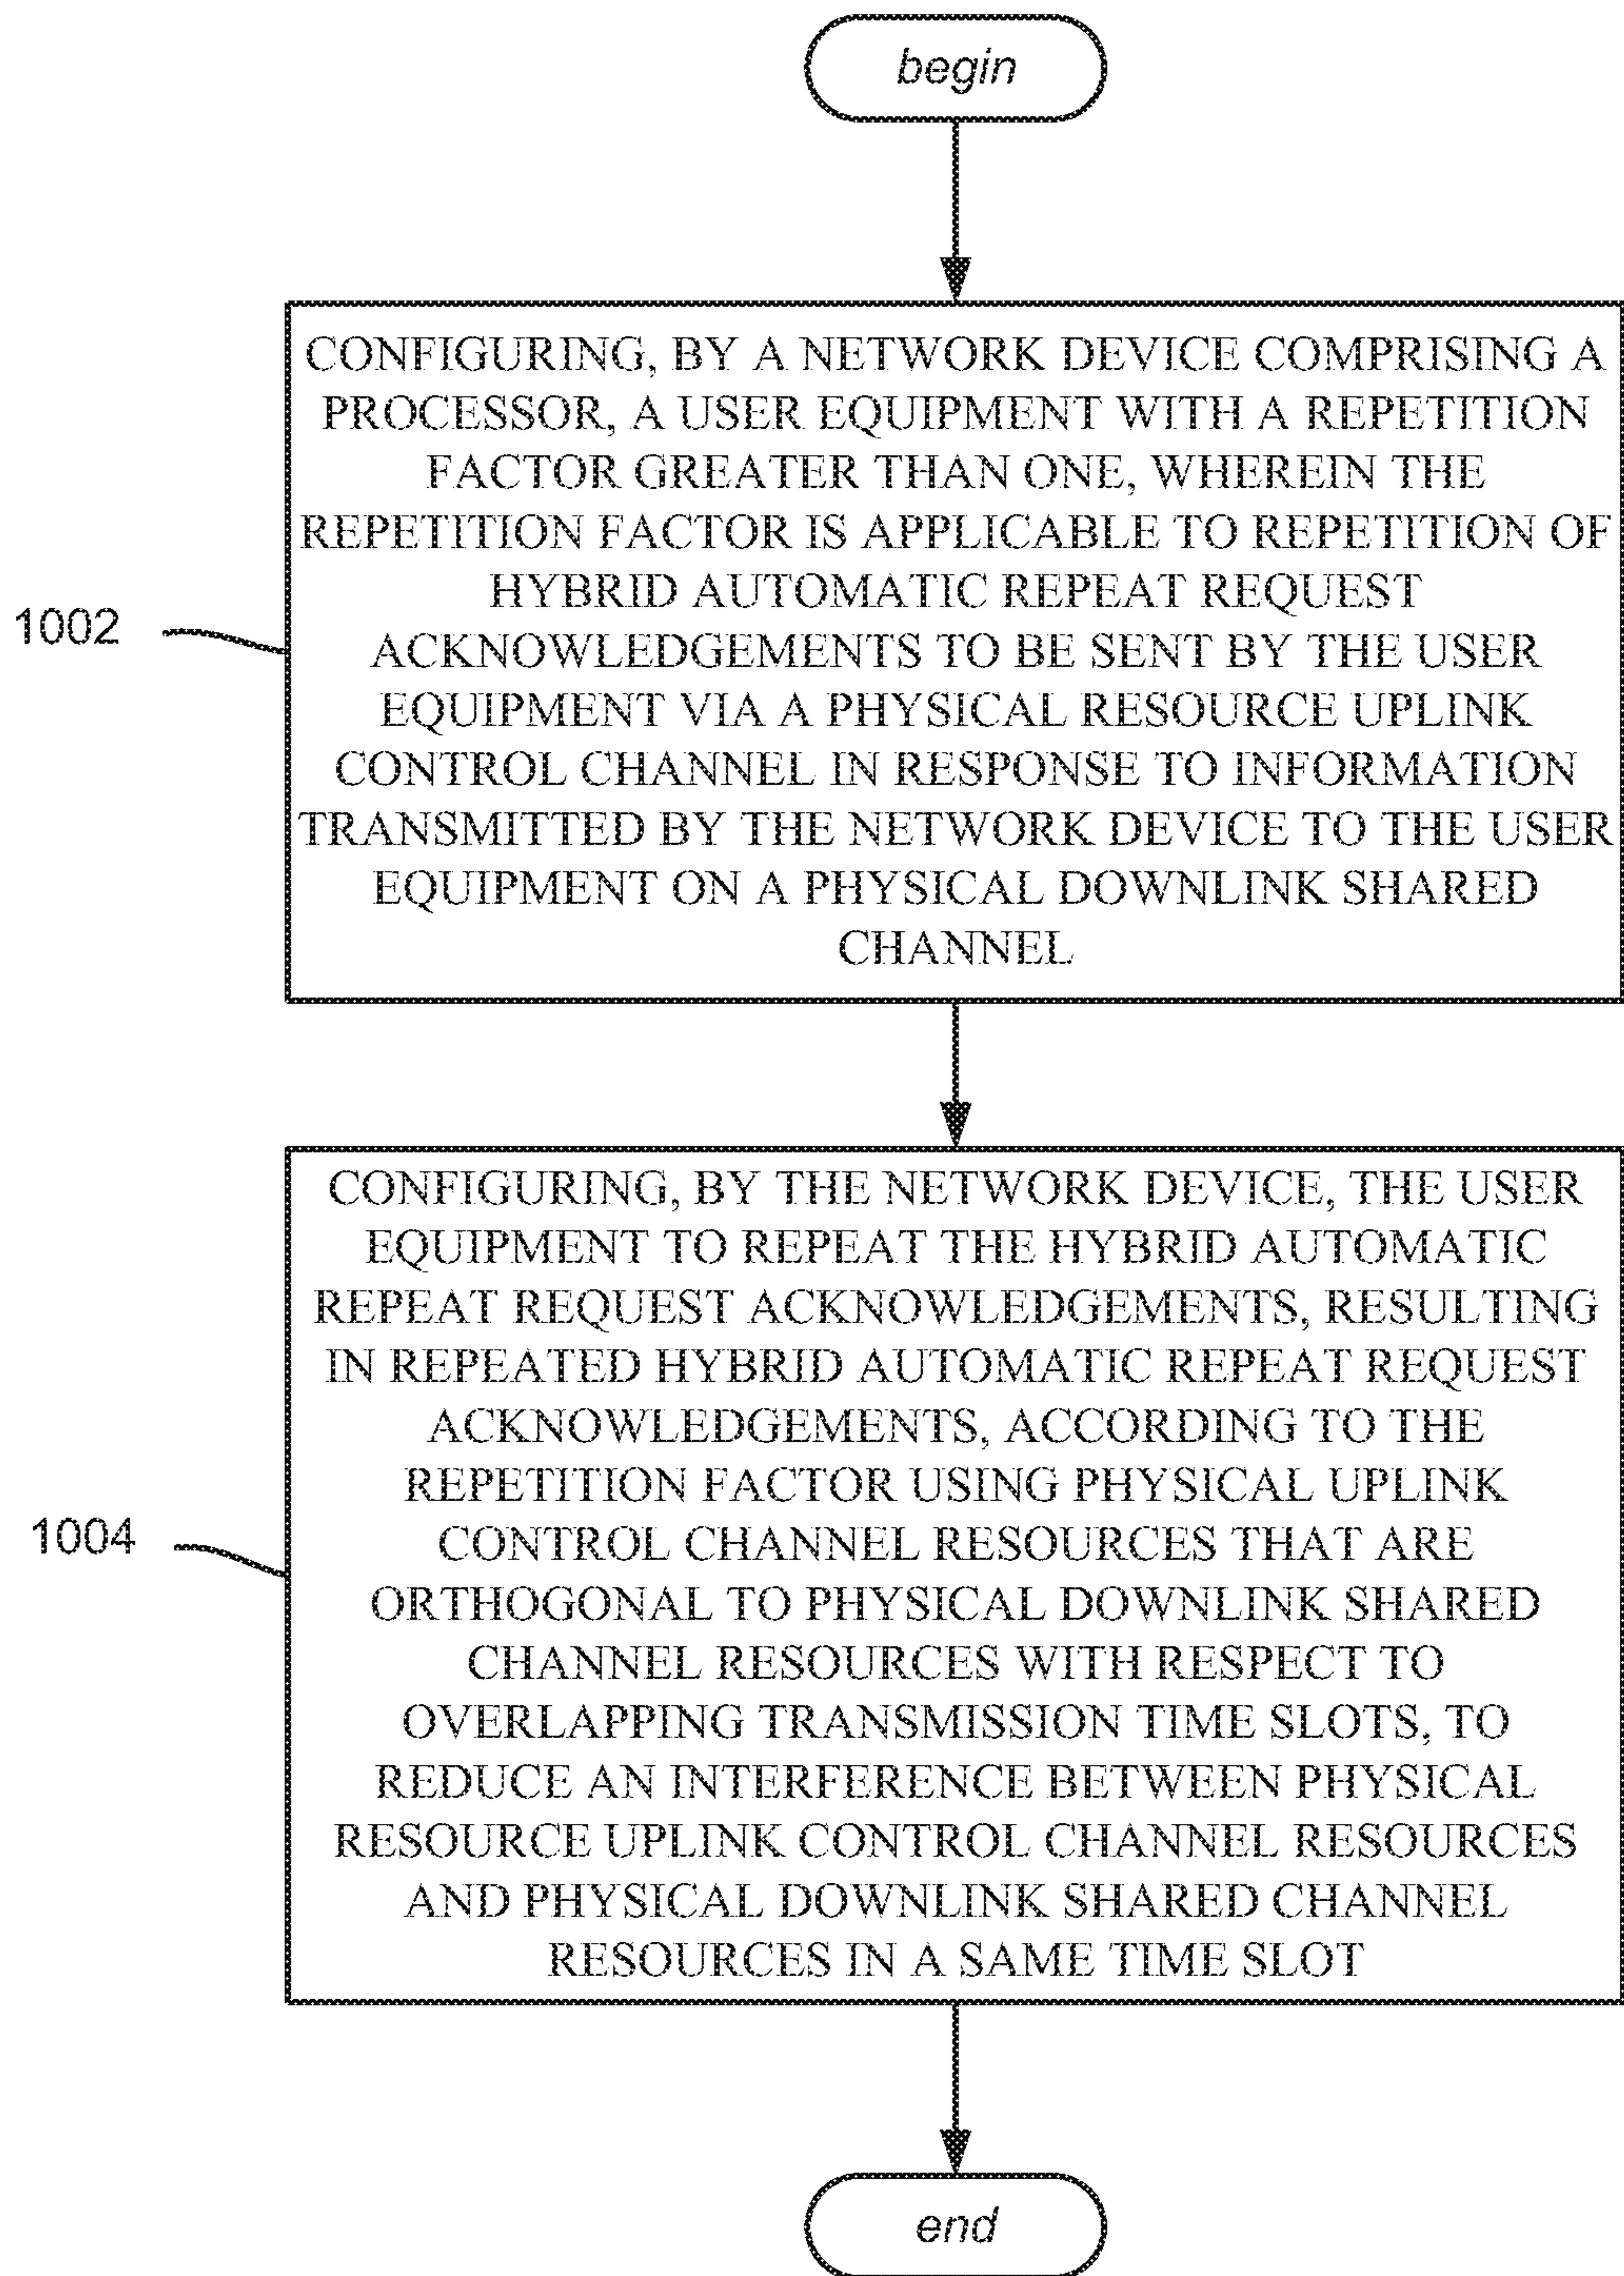 begin
CONFIGURING, BY A NETWORK DEVICE COMPRISING A
PROCESSOR, A USER EQUIPMENT WITH A REPETITION
FACTOR GREATER THAN ONE, WHEREIN THE
REPETITION FACTOR IS APPLICABLE TO REPETITION OF
HYBRID AUTOMATIC REPEAT REQUEST
1002
ACKNOWLEDGEMENTS TO BE SENT BY THE USER
EQUIPMENT VIA A PHYSICAL RESOURCE UPLINK
CONTROL CHANNEL IN RESPONSE TO INFORMATION
TRANSMITTED BY THE NETWORK DEVICE TO THE USER
EQUIPMENT ON A PHYSICAL DOWNLINK SHARED
CHANNEL
CONFIGURING, BY THE NETWORK DEVICE, THE USER
EQUIPMENT TO REPEAT THE HYBRID AUTOMATIC
REPEAT REQUEST ACKNOWLEDGEMENTS, RESULTING
IN REPEATED HYBRID AUTOMATIC REPEAT REQUEST
ACKNOWLEDGEMENTS, ACCORDING TO THE
REPETITION FACTOR USING PHYSICAL UPLINK
1004
CONTROL CHANNEL RESOURCES THAT ARE
ORTHOGONAL TO PHYSICAL DOWNLINK SHARED
CHANNEL RESOURCES WITH RESPECT TO
OVERLAPPING TRANSMISSION TIME SLOTS, TO
REDUCE AN INTERFERENCE BETWEEN PHYSICAL
RESOURCE UPLINK CONTROL CHANNEL RESOURCES
AND PHYSICAL DOWNLINK SHARED CHANNEL
RESOURCES IN A SAME TIME SLOT
end